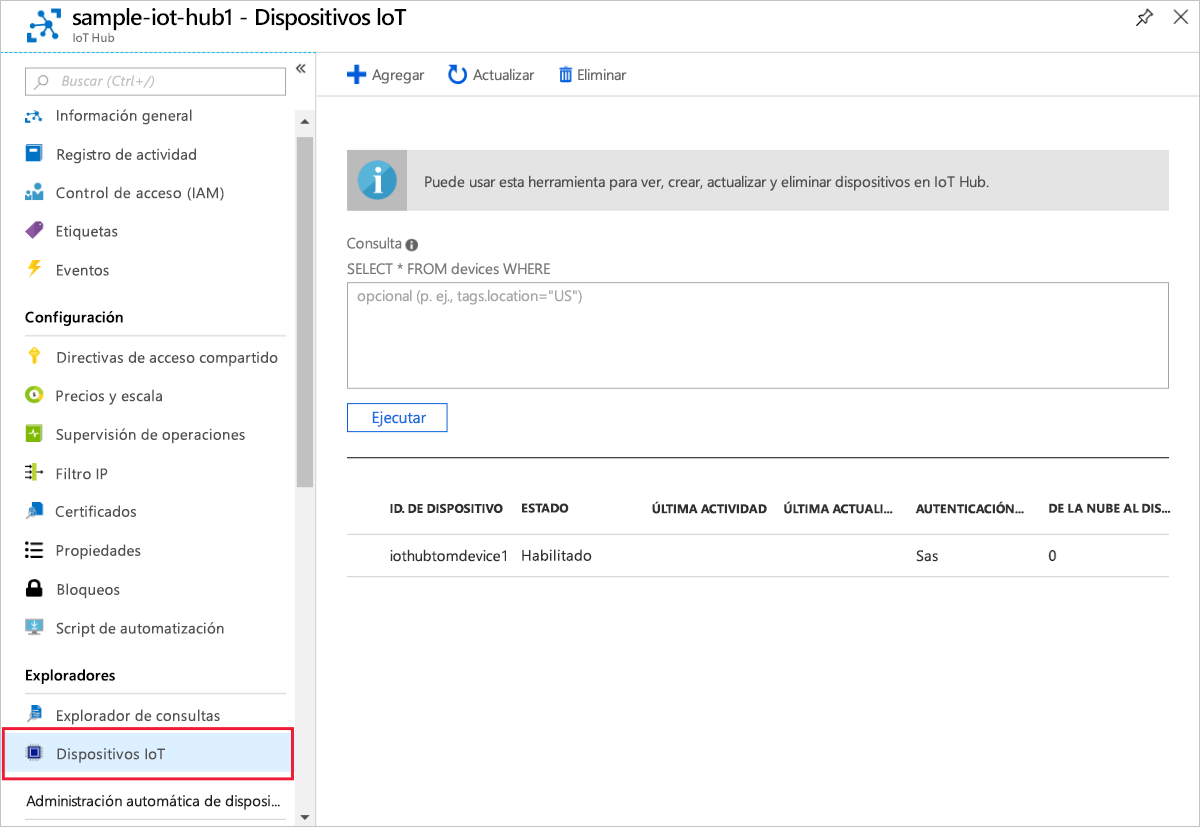 sample-iot-hub1 - Dispositivos IoT
IoT Hub
Buscar (Ctrl+/)
«
Información general
Registro de actividad
Control de acceso (IAM)
Etiquetas
Eventos
Configuración
Directivas de acceso compartido
Precios y escala
Supervisión de operaciones
Filtro IP
Certificados
Propiedades
Bloqueos
Script de automatización
Exploradores
Explorador de consultas
Dispositivos IoT
Administración automática de disposi...
Agregar Actualizar Eliminar
Puede usar esta herramienta para ver, crear, actualizar y eliminar dispositivos en IoT Hub.
Consulta
SELECT * FROM devices WHERE
opcional (p. ej., tags.location="US")
Ejecutar
ID. DE DISPOSITIVO ESTADO ÚLTIMA ACTIVIDAD ÚLTIMA ACTUALI... AUTENTICACIÓN... DE LA NUBE AL DIS...
iothubtomdevice1 Habilitado Sas 0